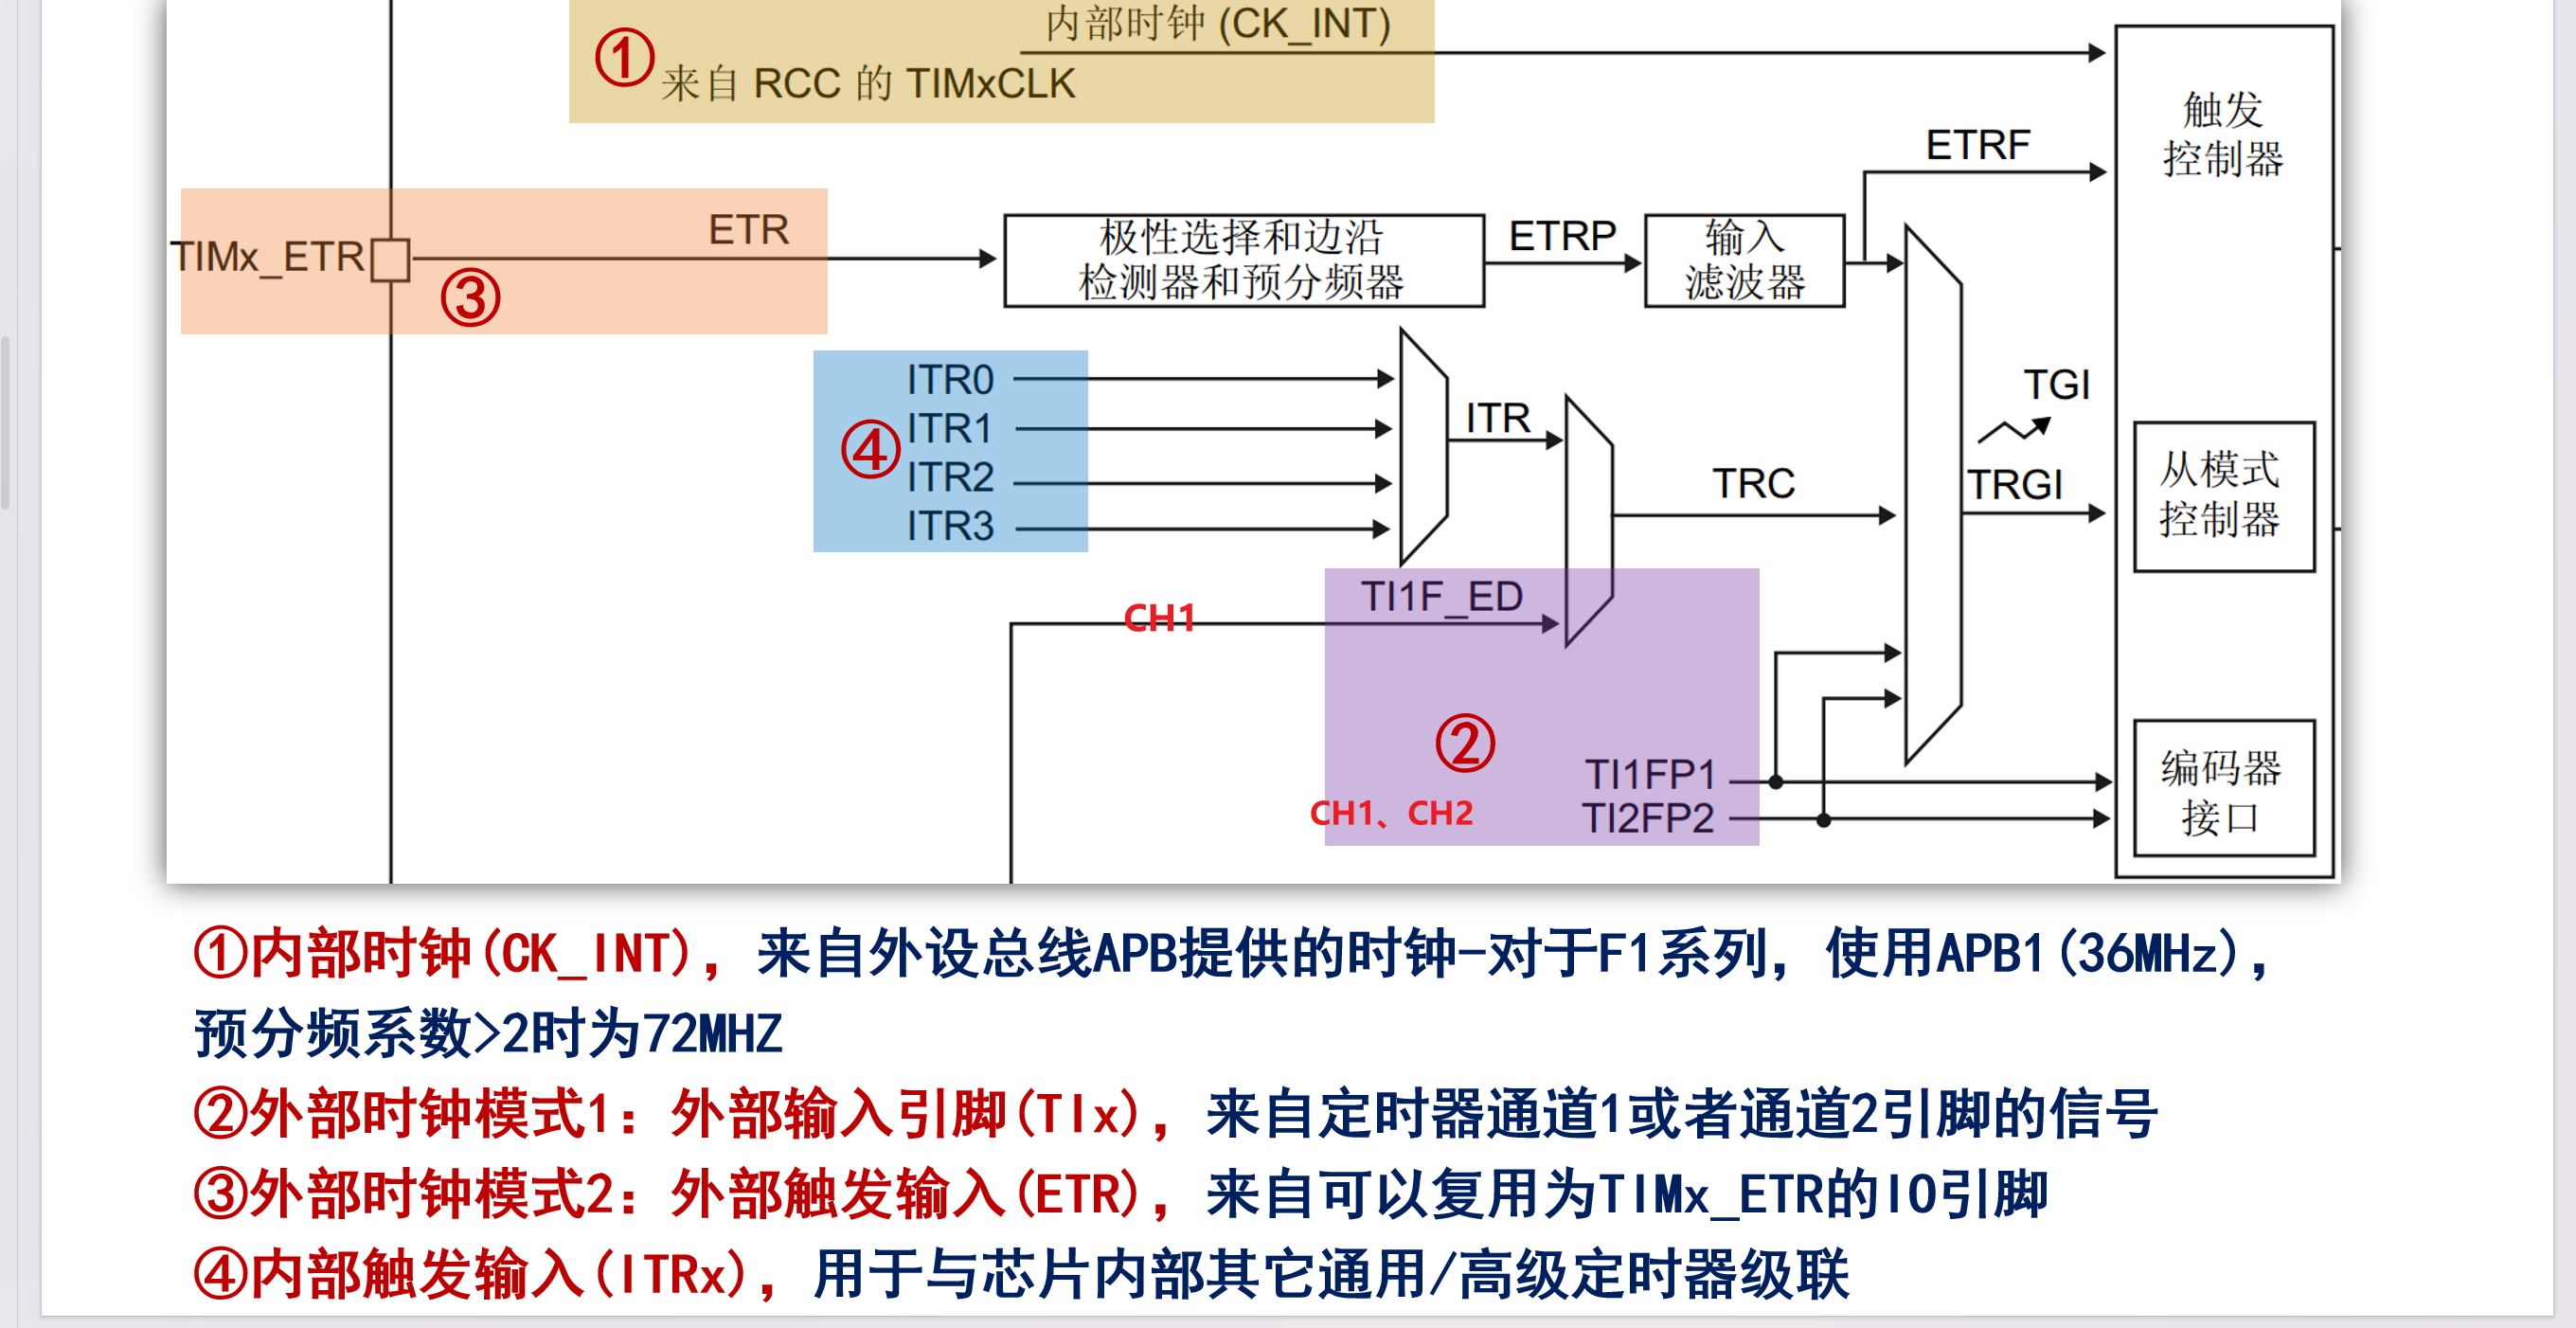 内部时钟 (CK_INT)
① 来自 RCC 的 TIMxCLK
触发
控制器
ETRF
TIMx_ETR
ETR
③
极性选择和边沿
检测器和预分频器
ETRP
输入
滤波器
ITR0
ITR1
④
ITR2
ITR3
ITR
TRC
TGI
TRGI
从模式
控制器
TI1F_ED
CH1
②
TI1FP1
CH1、CH2
TI2FP2
编码器
接口
①内部时钟(CK_INT)，来自外设总线APB提供的时钟-对于F1系列，使用APB1(36MHz)，
预分频系数>2时为72MHZ
②外部时钟模式1：外部输入引脚(TIx)，来自定时器通道1或者通道2引脚的信号
③外部时钟模式2：外部触发输入(ETR)，来自可以复用为TIMx_ETR的IO引脚
④内部触发输入(ITRx)，用于与芯片内部其它通用/高级定时器级联